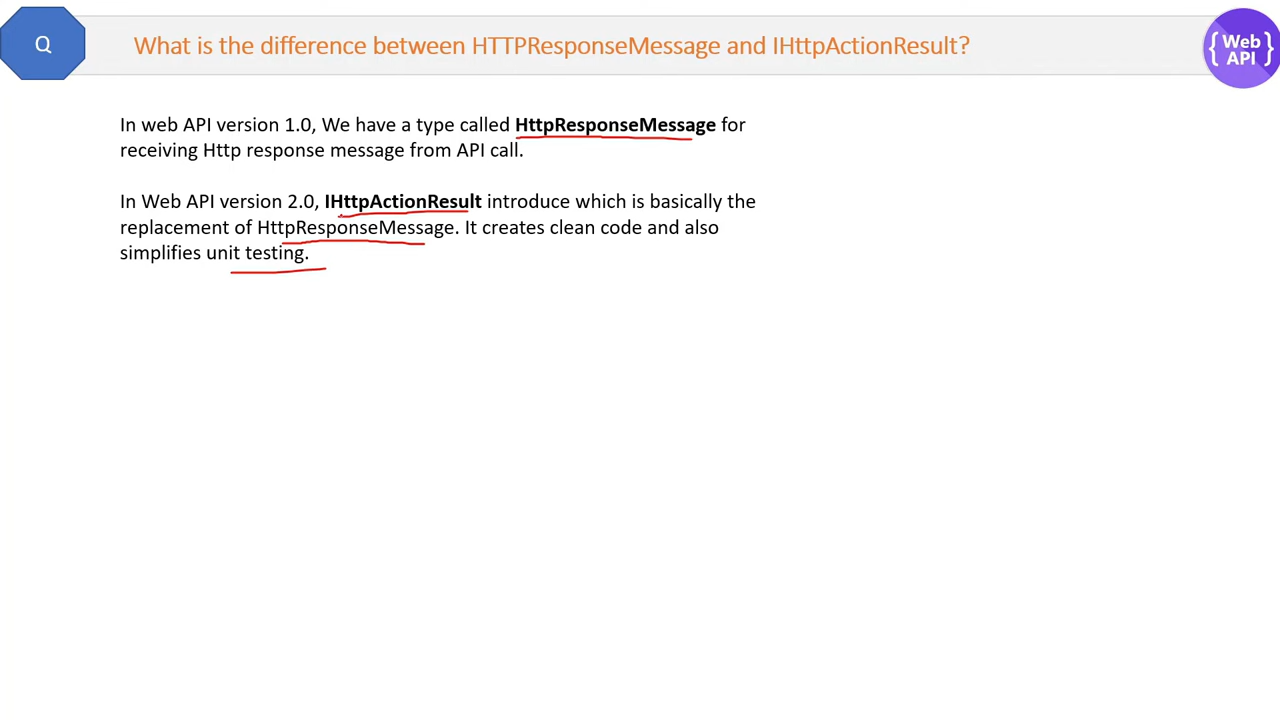 Q
What is the difference between HTTPResponseMessage and IHttpActionResult?
{Web API}
In web API version 1.0, We have a type called HttpResponseMessage for
receiving Http response message from API call.
In Web API version 2.0, IHttpActionResult introduce which is basically the
replacement of HttpResponseMessage. It creates clean code and also
simplifies unit testing.